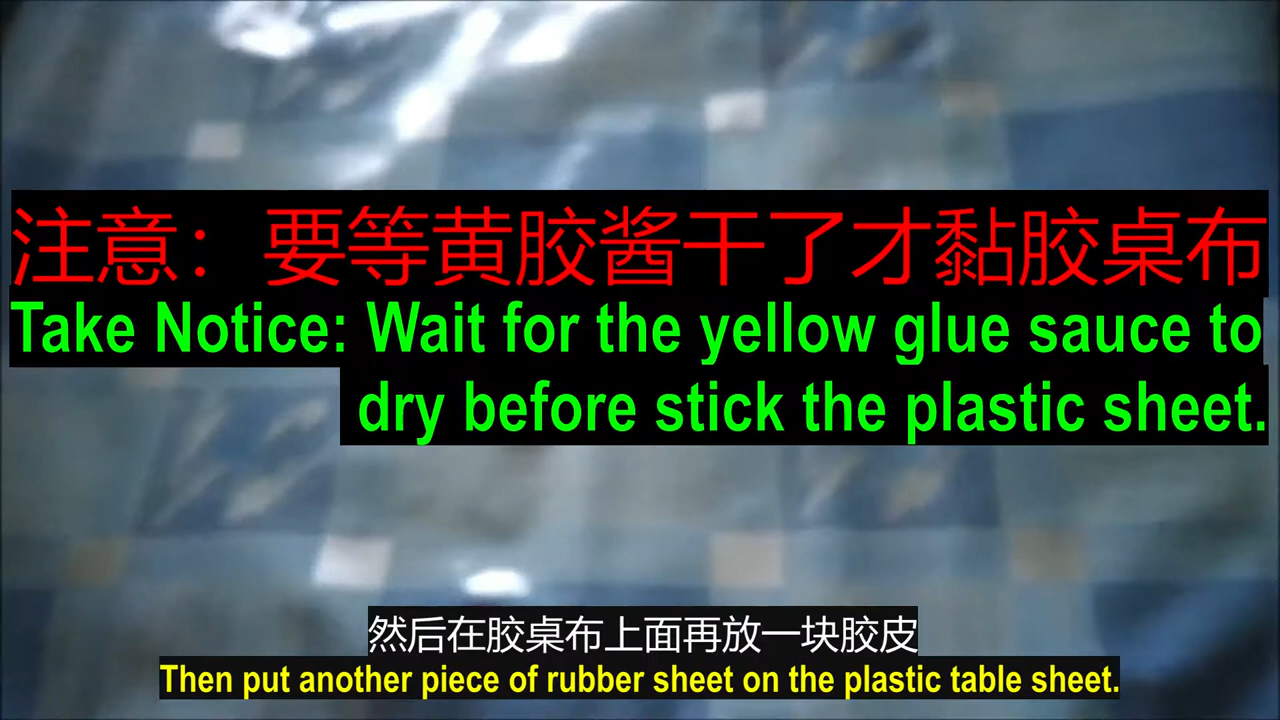 注意：要等黄胶酱干了才黏胶桌布
Take Notice: Wait for the yellow glue sauce to
dry before stick the plastic sheet.
然后在胶桌布上面再放一块胶皮
Then put another piece of rubber sheet on the plastic table sheet.